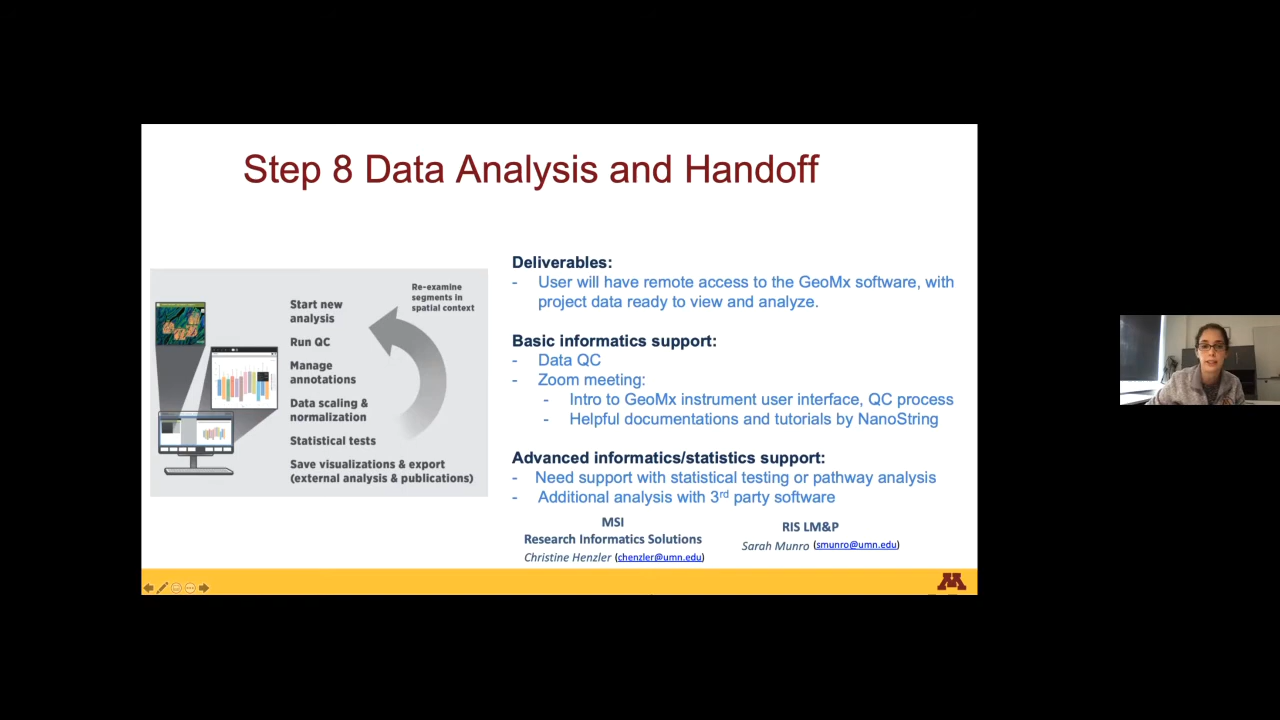 Step 8 Data Analysis and Handoff
Start new
analysis
Run QC
Manage
annotations
Data scaling &
normalization
Statistical tests
Save visualizations & export
(external analysis & publications)
Re-examine
segments in
spatial context
Deliverables:
- User will have remote access to the GeoMx software, with
project data ready to view and analyze.
Basic informatics support:
- Data QC
- Zoom meeting:
- Intro to GeoMx instrument user interface, QC process
- Helpful documentations and tutorials by NanoString
Advanced informatics/statistics support:
- Need support with statistical testing or pathway analysis
- Additional analysis with 3rd party software
MSI
Research Informatics Solutions
Christine Henzler (chenzler@umn.edu)
RIS LM&P
Sarah Munro (smunro@umn.edu)
M